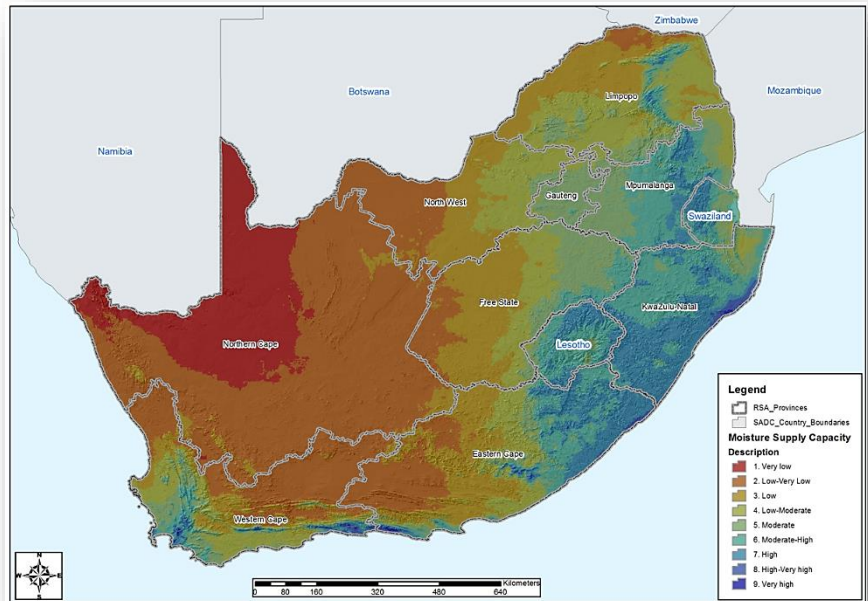 Zimbabwe
Botswana
Mozambique
Limpopo
Namibia
Mpumalanga
North West
Gauteng
Swaziland
Free State
KwaZulu-Natal
Northern Cape
Lesotho
Eastern Cape
Western Cape
Legend
RSA_Provinces
SADC_Country_Boundaries
Moisture Supply Capacity
Description
1. Very low
2. Low-Very Low
3. Low
4. Low-Moderate
5. Moderate
6. Moderate-High
7. High
8. High-Very high
9. Very high
N
W E
S
Kilometers
0 80 160 320 480 640